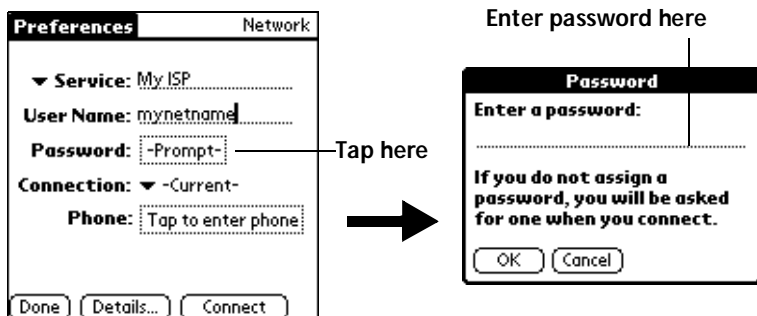 Preferences Network
▼ Service: My ISP
User Name: mynetname
Password: -Prompt-
Connection: ▼ -Current-
Phone: Tap to enter phone
Done Details... Connect
Tap here
Enter password here
Password
Enter a password:
If you do not assign a
password, you will be asked
for one when you connect.
OK Cancel